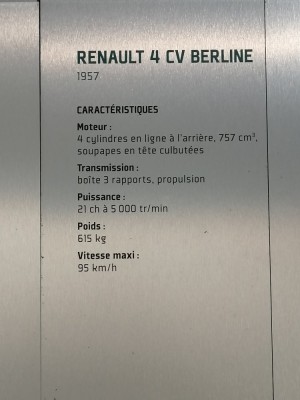 RENAULT 4 CV BERLINE
1957
CARACTÉRISTIQUES
Moteur :
4 cylindres en ligne à l'arrière, 757 cm³,
soupapes en tête culbutées
Transmission :
boîte 3 rapports, propulsion
Puissance :
21 ch à 5 000 tr/min
Poids :
615 kg
Vitesse maxi :
95 km/h